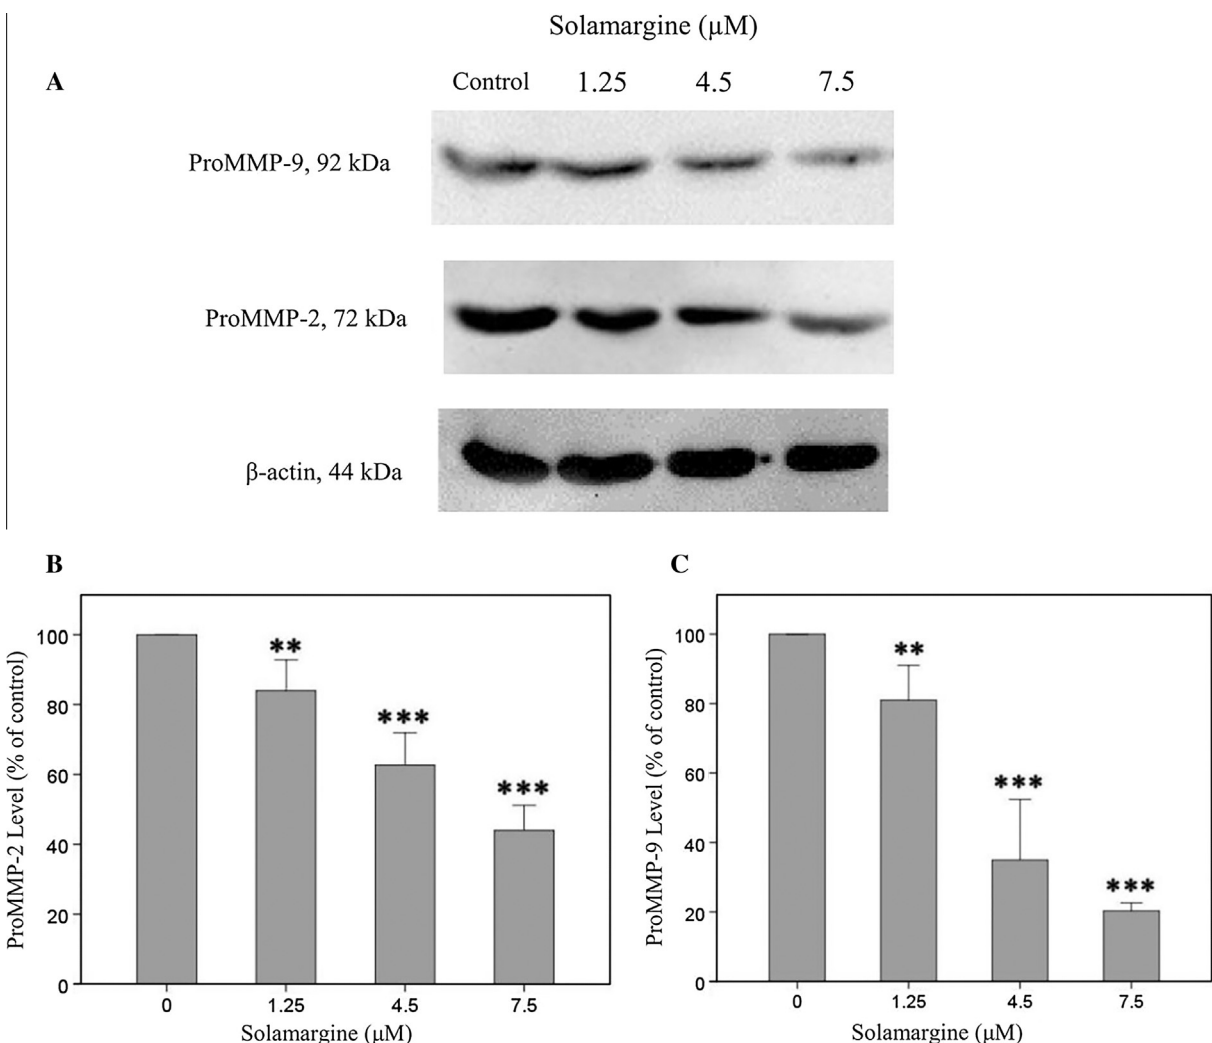 Solamargine (µM)
A
Control 1.25 4.5 7.5
ProMMP-9, 92 kDa
ProMMP-2, 72 kDa
β-actin, 44 kDa
B
ProMMP-2 Level (% of control)
100
80
60
40
20
0
**
***
***
0 1.25 4.5 7.5
Solamargine (µM)
C
ProMMP-9 Level (% of control)
100
80
60
40
20
0
**
***
***
0 1.25 4.5 7.5
Solamargine (µM)